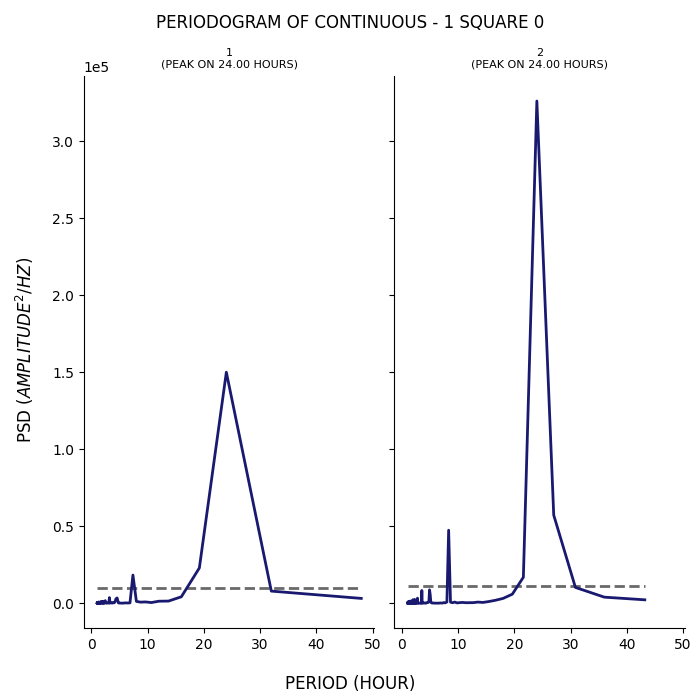 PERIODOGRAM OF CONTINUOUS - 1 SQUARE 0
1
(PEAK ON 24.00 HOURS)
2
(PEAK ON 24.00 HOURS)
1e5
3.0
2.5
2.0
1.5
1.0
0.5
0.0
PSD (AMPLITUDE²/HZ)
0 10 20 30 40 50
0 10 20 30 40 50
PERIOD (HOUR)